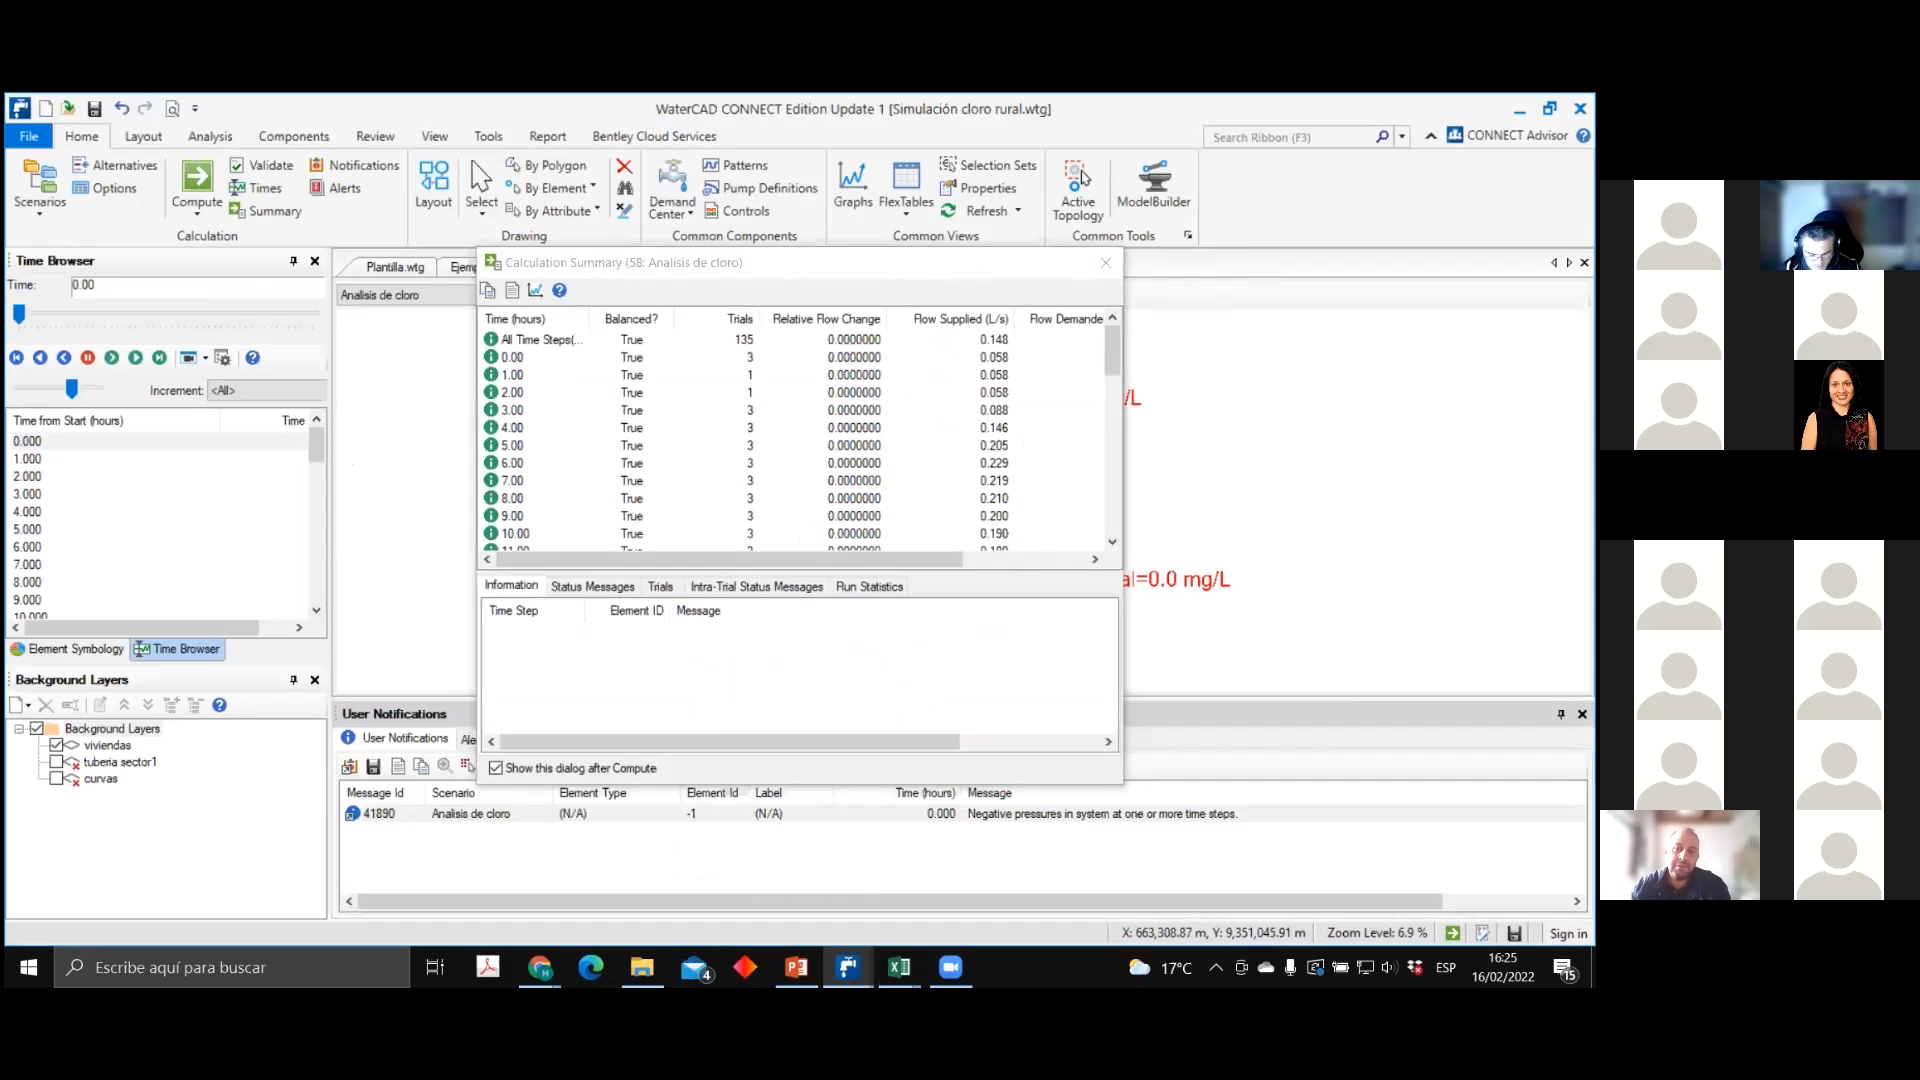 WaterCAD CONNECT Edition Update 1 [Simulación cloro rural.wtg]
File Home Layout Analysis Components Review View Tools Report Bentley Cloud Services Search Ribbon (F3) CONNECT Advisor
Scenarios
Alternatives
Options
Compute
Validate
Times
Summary
Notifications
Alerts
Calculation
Layout
Select
By Polygon
By Element
By Attribute
Drawing
Demand Center
Patterns
Pump Definitions
Controls
Common Components
Graphs
FlexTables
Selection Sets
Properties
Refresh
Common Views
Active Topology
ModelBuilder
Common Tools
Time Browser
Time: 0.00
Increment: <All>
Time from Start (hours) Time
0.000
1.000
2.000
3.000
4.000
5.000
6.000
7.000
8.000
9.000
10.000
Element Symbology Time Browser
Background Layers
Background Layers
viviendas
tuberia sector1
curvas
Plantilla.wtg Ejem
Analisis de cloro
Calculation Summary (58: Analisis de cloro)
Time (hours) Balanced? Trials Relative Flow Change Flow Supplied (L/s) Flow Demande
All Time Steps(... True 135 0.0000000 0.148
0.00 True 3 0.0000000 0.058
1.00 True 1 0.0000000 0.058
2.00 True 1 0.0000000 0.058
3.00 True 3 0.0000000 0.088
4.00 True 3 0.0000000 0.146
5.00 True 3 0.0000000 0.205
6.00 True 3 0.0000000 0.229
7.00 True 3 0.0000000 0.219
8.00 True 3 0.0000000 0.210
9.00 True 3 0.0000000 0.200
10.00 True 3 0.0000000 0.190
Information Status Messages Trials Intra-Trial Status Messages Run Statistics
Time Step Element ID Message
Show this dialog after Compute
/L
al=0.0 mg/L
User Notifications
User Notifications Ale
Message Id Scenario Element Type Element Id Label Time (hours) Message
41890 Analisis de cloro (N/A) -1 (N/A) 0.000 Negative pressures in system at one or more time steps.
X: 663,308.87 m, Y: 9,351,045.91 m Zoom Level: 6.9 % Sign in
Escribe aquí para buscar
4
17°C
ESP
16:25
16/02/2022
15